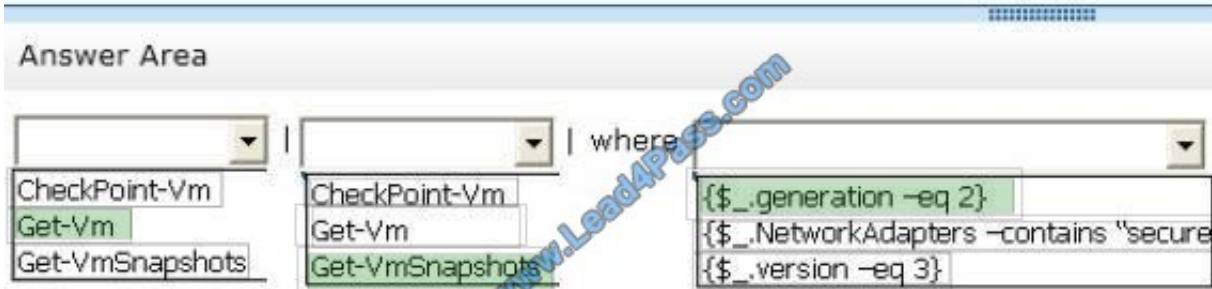 Answer Area
| | where
CheckPoint-Vm
Get-Vm
Get-VmSnapshots
CheckPoint-Vm
Get-Vm
Get-VmSnapshots
{$_.generation –eq 2}
{$_.NetworkAdapters –contains "secure
{$_.version –eq 3}
www.Lead4Pass.com